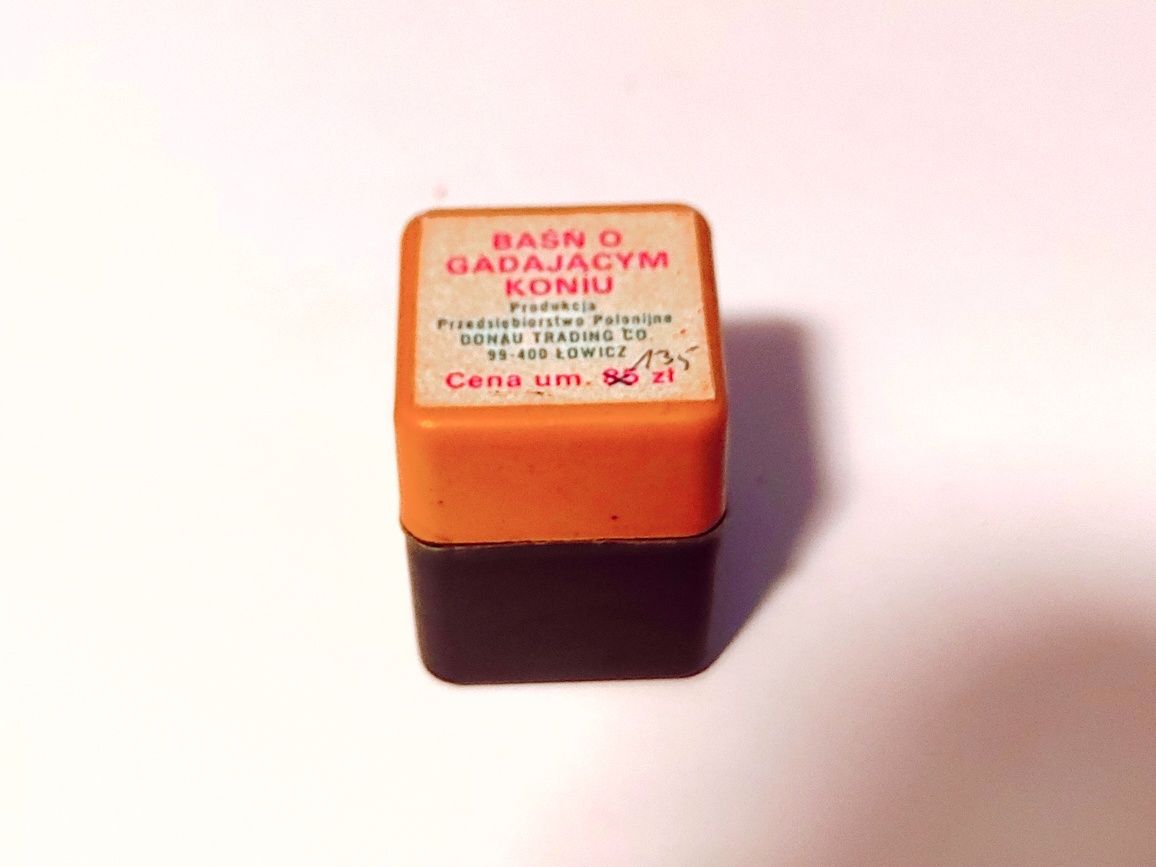 BAŚŃ O
GADAJĄCYM
KONIU
Produkcja
Przedsiębiorstwo Polonijne
DONAU TRADING CO
99-400 ŁOWICZ
135
Cena um. 85 zł